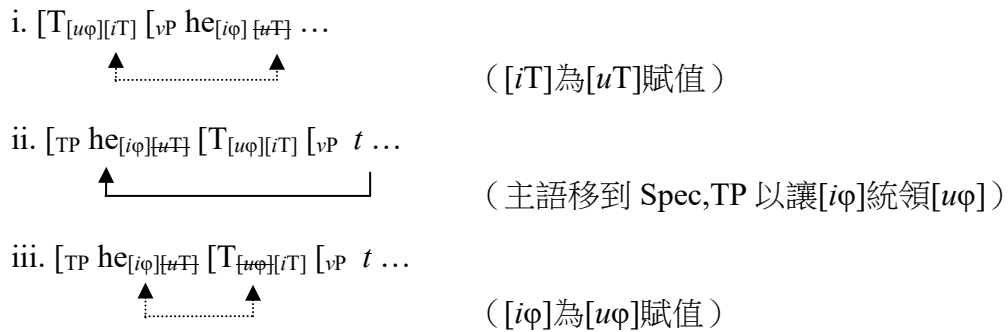 i. [T[uφ][iT] [vP he[iφ] [uT] …
（[iT]為[uT]賦值）
ii. [TP he[iφ][uT] [T[uφ][iT] [vP t …
（主語移到 Spec,TP 以讓[iφ]統領[uφ]）
iii. [TP he[iφ][uT] [T[uφ][iT] [vP t …
（[iφ]為[uφ]賦值）